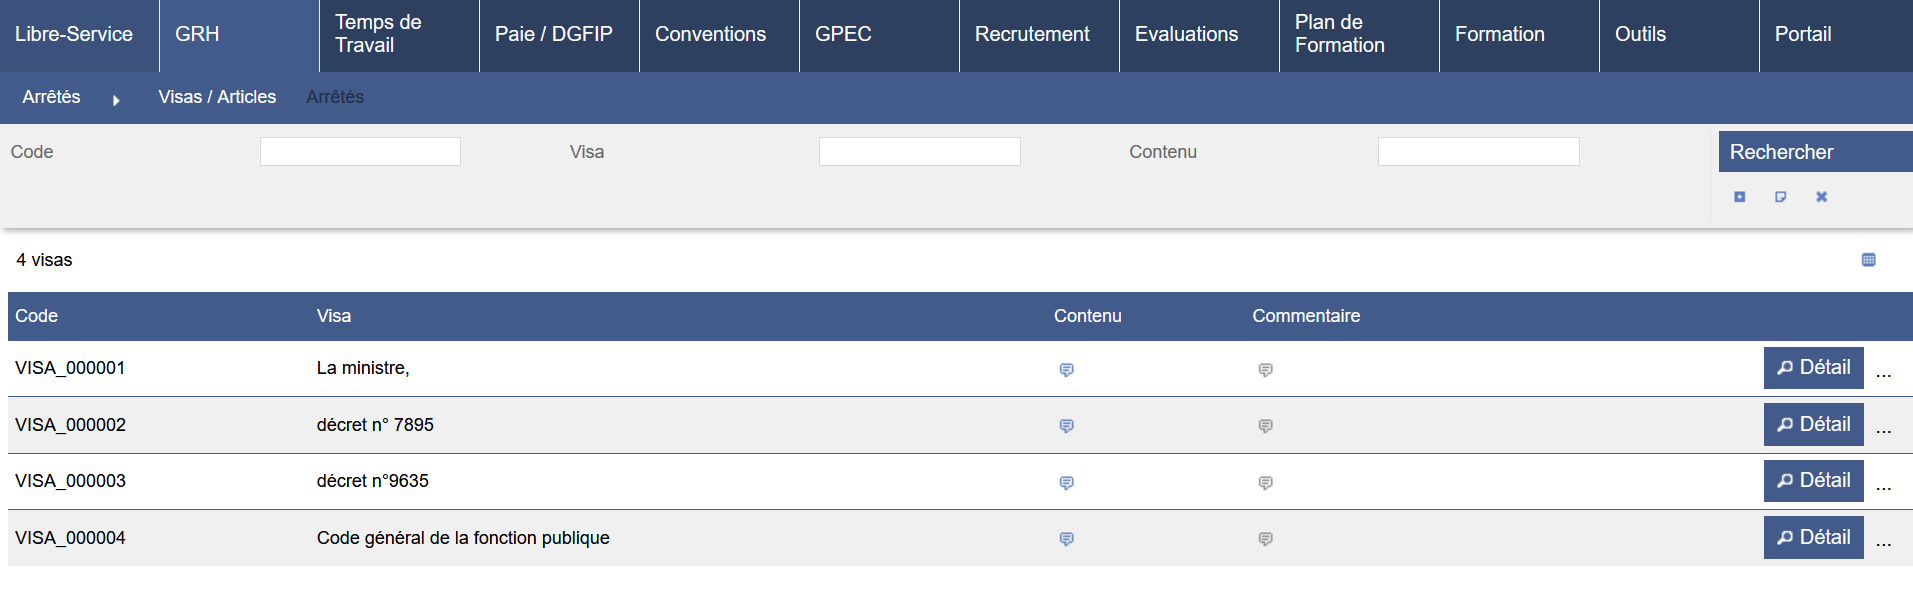 Libre-Service GRH Temps de Travail Paie / DGFIP Conventions GPEC Recrutement Evaluations Plan de Formation Formation Outils Portail
Arrêtés Visas / Articles Arrêtés
Code Visa Contenu Rechercher
4 visas
Code Visa Contenu Commentaire
VISA_000001 La ministre, Détail ...
VISA_000002 décret n° 7895 Détail ...
VISA_000003 décret n°9635 Détail ...
VISA_000004 Code général de la fonction publique Détail ...